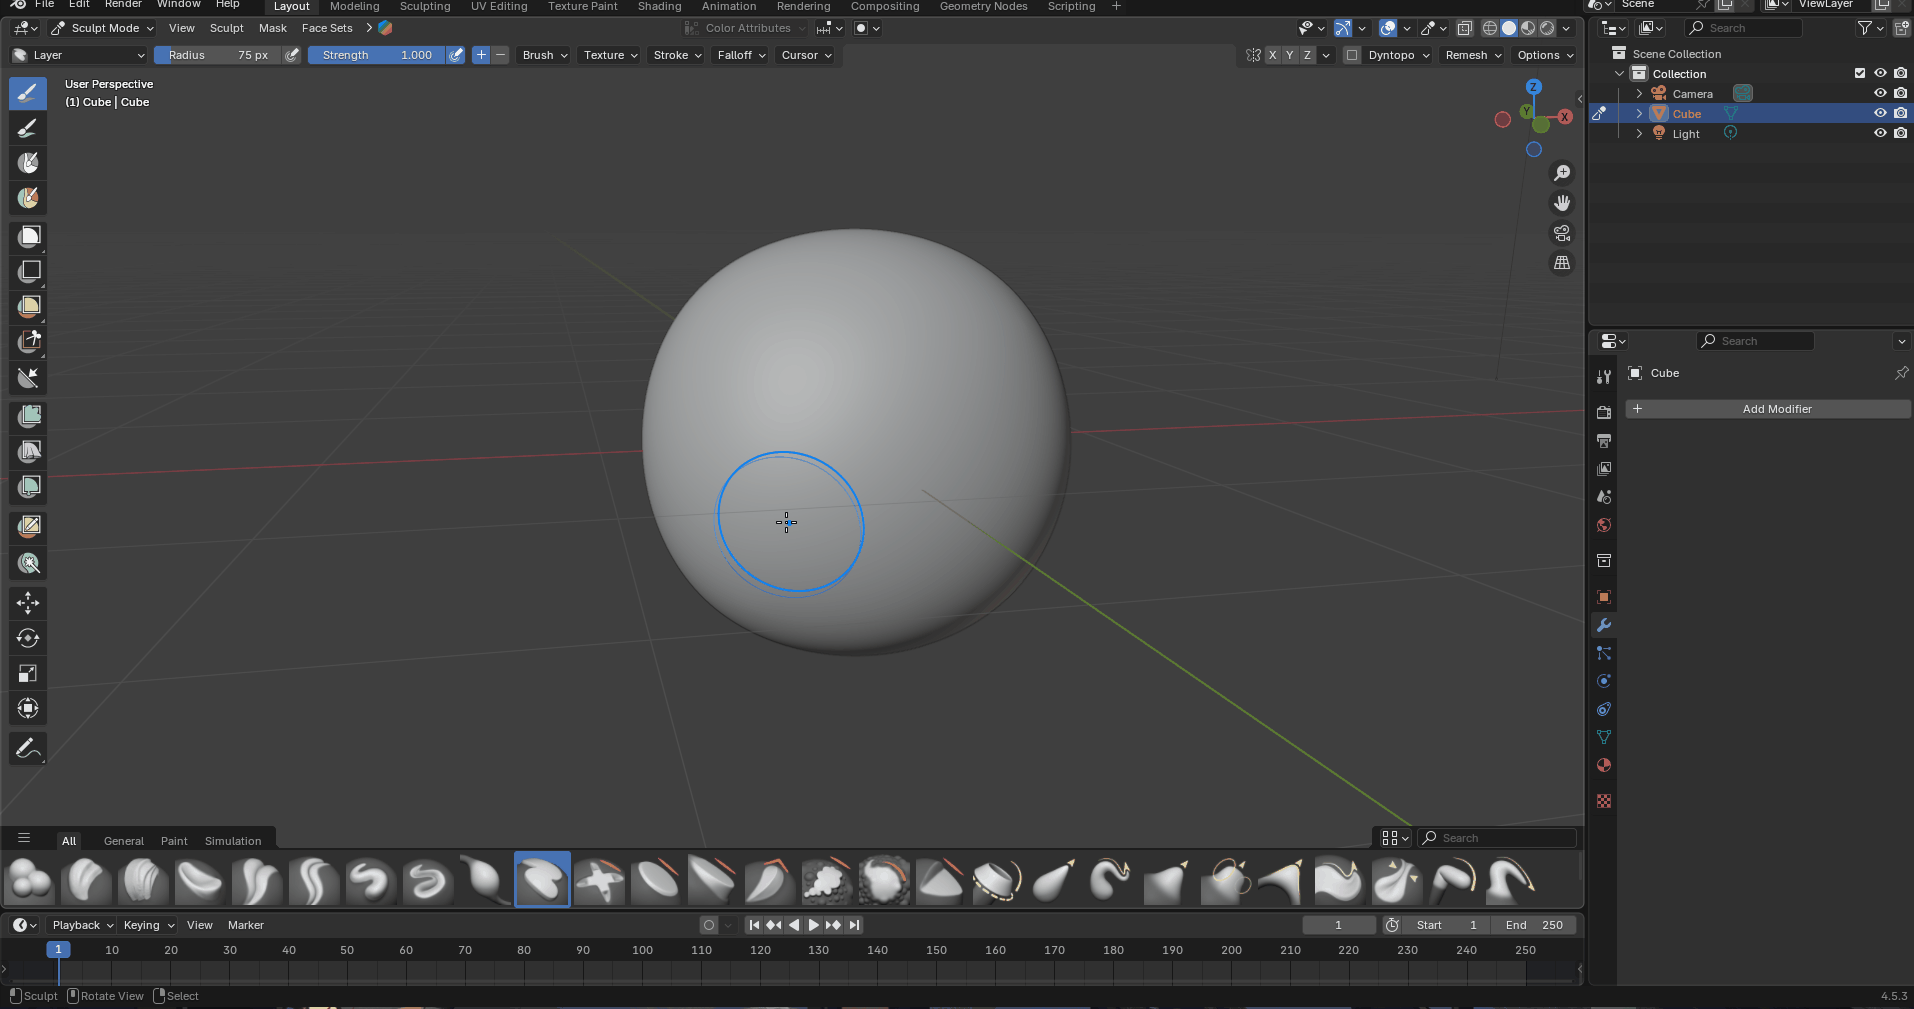 File Edit Render Window Help Layout Modeling Sculpting UV Editing Texture Paint Shading Animation Rendering Compositing Geometry Nodes Scripting + Scene ViewLayer
Sculpt Mode View Sculpt Mask Face Sets Color Attributes Search
Layer Radius 75 px Strength 1.000 + − Brush Texture Stroke Falloff Cursor X Y Z Dyntopo Remesh Options
Scene Collection
Collection
Camera
Cube
Light
User Perspective
(1) Cube | Cube
Z
Y
X
Search
Cube
+ Add Modifier
All General Paint Simulation Search
Playback Keying View Marker 1 Start 1 End 250
1 10 20 30 40 50 60 70 80 90 100 110 120 130 140 150 160 170 180 190 200 210 220 230 240 250
Sculpt Rotate View Select 4.5.3